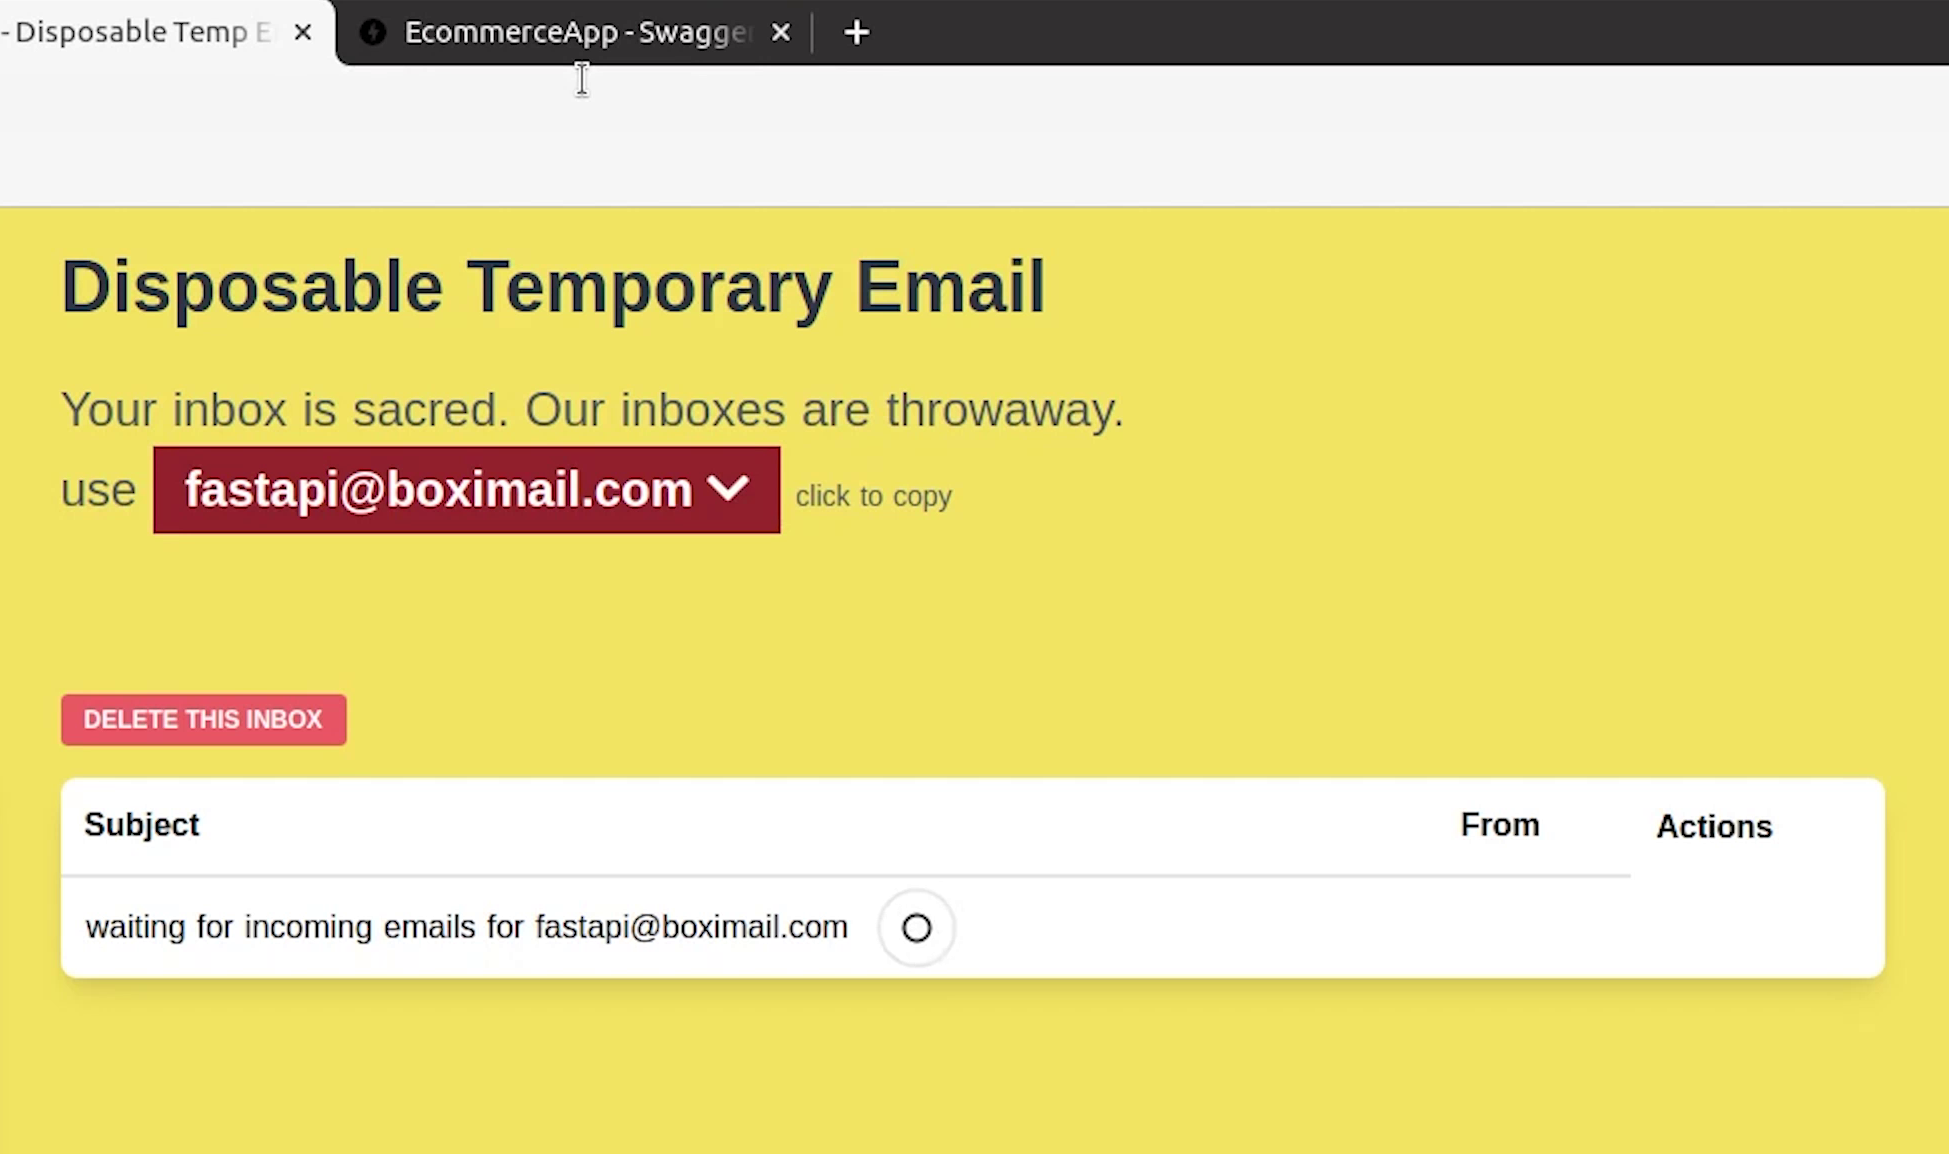 - Disposable Temp E
EcommerceApp - Swagger
Disposable Temporary Email
Your inbox is sacred. Our inboxes are throwaway.
use fastapi@boximail.com click to copy
DELETE THIS INBOX
Subject From Actions
waiting for incoming emails for fastapi@boximail.com